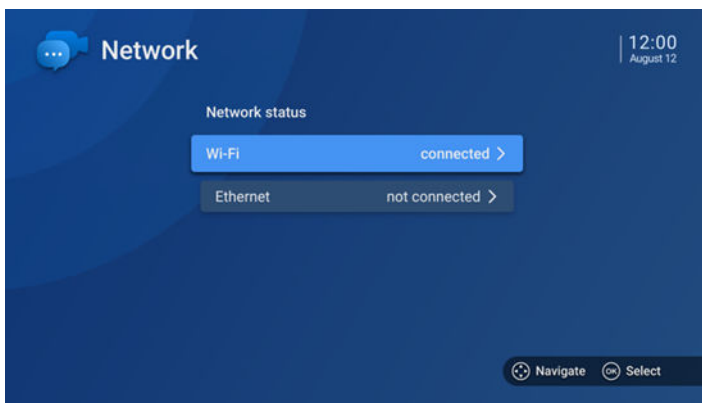 Network
12:00
August 12
Network status
Wi-Fi connected
Ethernet not connected
Navigate OK Select